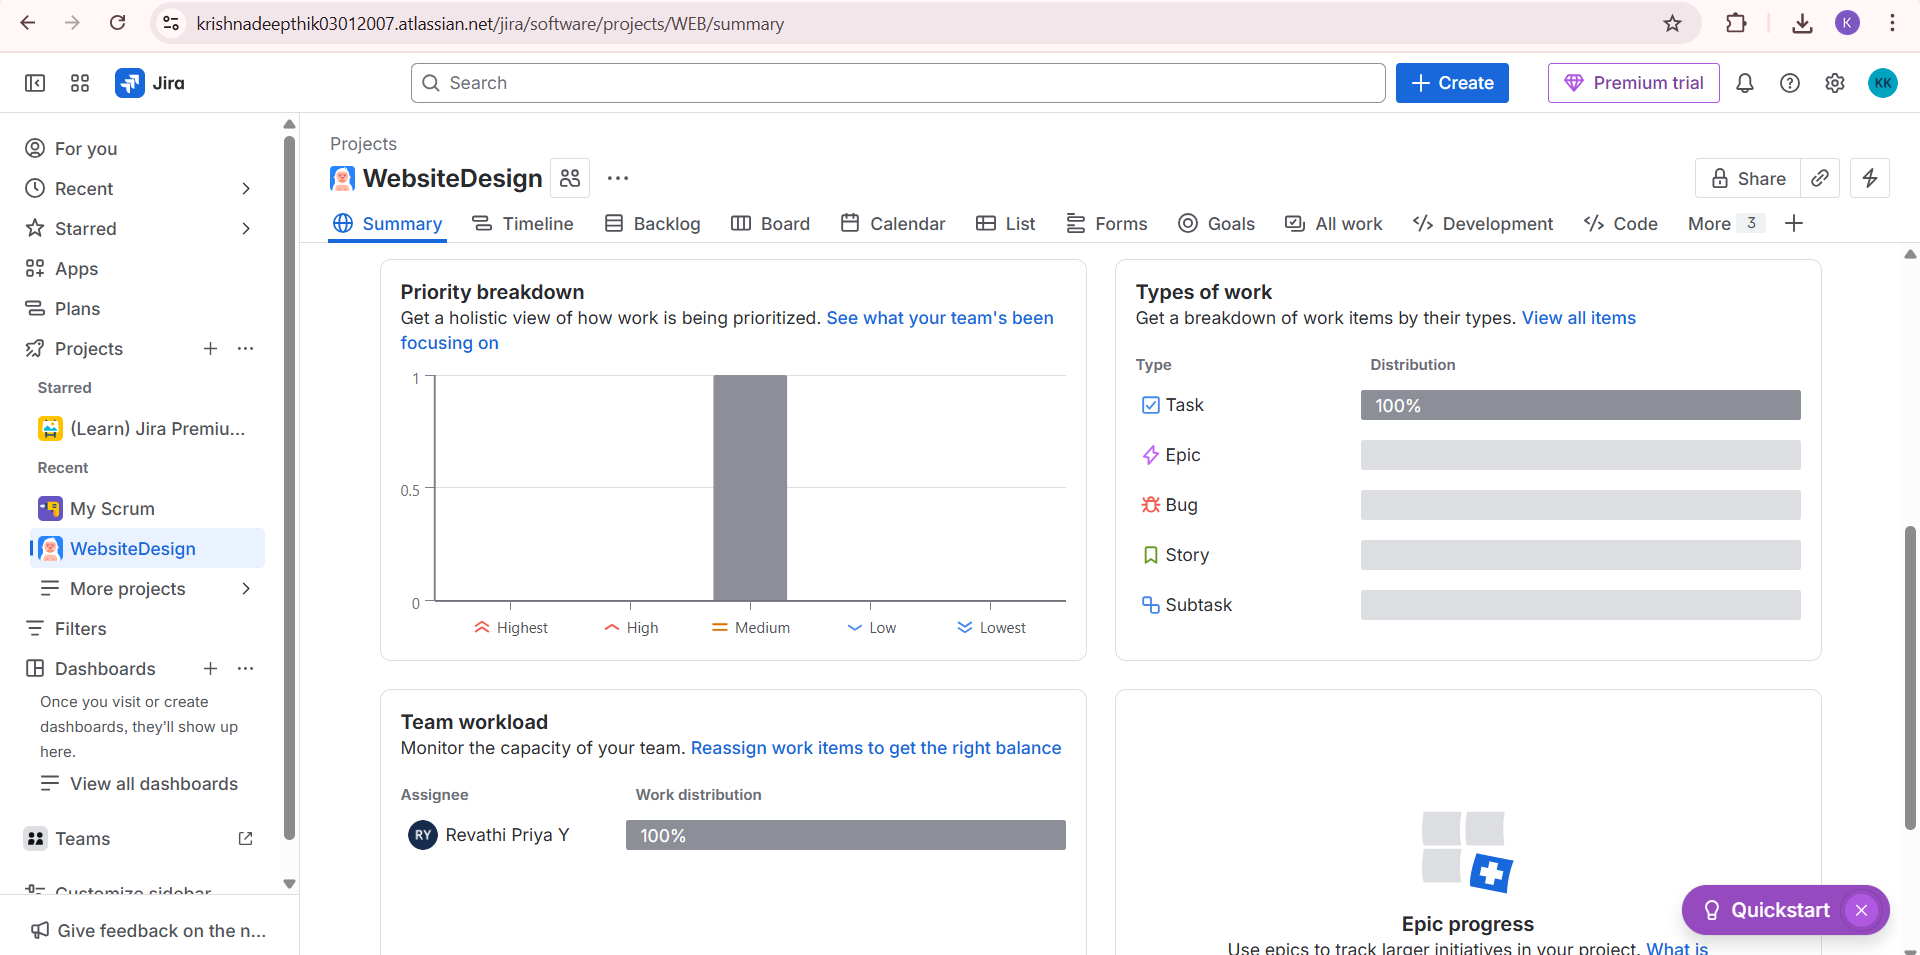 krishnadeepthik03012007.atlassian.net/jira/software/projects/WEB/summary
K
Jira
Search
Create
Premium trial
KK
For you
Recent
Starred
Apps
Plans
Projects
Starred
(Learn) Jira Premiu...
Recent
My Scrum
WebsiteDesign
More projects
Filters
Dashboards
Once you visit or create
dashboards, they'll show up
here.
View all dashboards
Teams
Customize sidebar
Give feedback on the n...
Projects
WebsiteDesign
Share
Summary
Timeline
Backlog
Board
Calendar
List
Forms
Goals
All work
Development
Code
More 3
Priority breakdown
Get a holistic view of how work is being prioritized. See what your team's been
focusing on
1
0.5
0
Highest
High
Medium
Low
Lowest
Types of work
Get a breakdown of work items by their types. View all items
Type Distribution
Task 100%
Epic
Bug
Story
Subtask
Team workload
Monitor the capacity of your team. Reassign work items to get the right balance
Assignee Work distribution
RY Revathi Priya Y 100%
Epic progress
Use epics to track larger initiatives in your project. What is
Quickstart